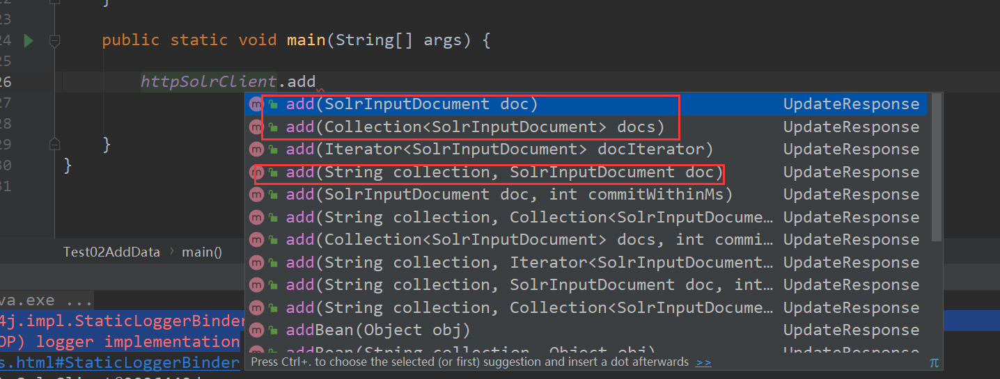 22 }
23
24 public static void main(String[] args) {
25
26 httpSolrClient.add
27 add(SolrInputDocument doc) UpdateResponse
28 add(Collection<SolrInputDocument> docs) UpdateResponse
29 } add(Iterator<SolrInputDocument> docIterator) UpdateResponse
30 } add(String collection, SolrInputDocument doc) UpdateResponse
31 add(SolrInputDocument doc, int commitWithinMs) UpdateResponse
add(String collection, Collection<SolrInputDocume… UpdateResponse
add(Collection<SolrInputDocument> docs, int commi… UpdateResponse
Test02AddData › main()
add(String collection, Iterator<SolrInputDocument… UpdateResponse
add(String collection, SolrInputDocument doc, int… UpdateResponse
va.exe ...
add(String collection, Collection<SolrInputDocume… UpdateResponse
4j.impl.StaticLoggerBinder
addBean(Object obj) UpdateResponse
OP) logger implementation
addBean(String collection, Object obj) UpdateResponse
s.html#StaticLoggerBinder
Press Ctrl+. to choose the selected (or first) suggestion and insert a dot afterwards >> π